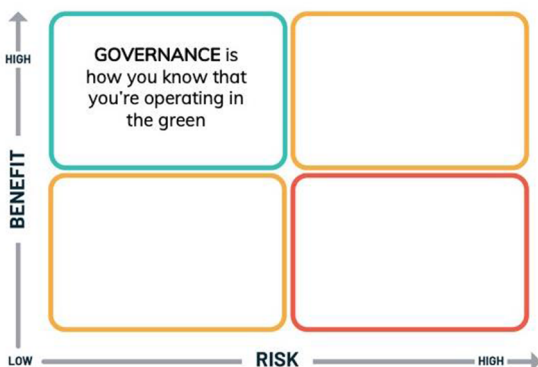 HIGH
GOVERNANCE is
how you know that
you're operating in
the green
BENEFIT
LOW
RISK
HIGH